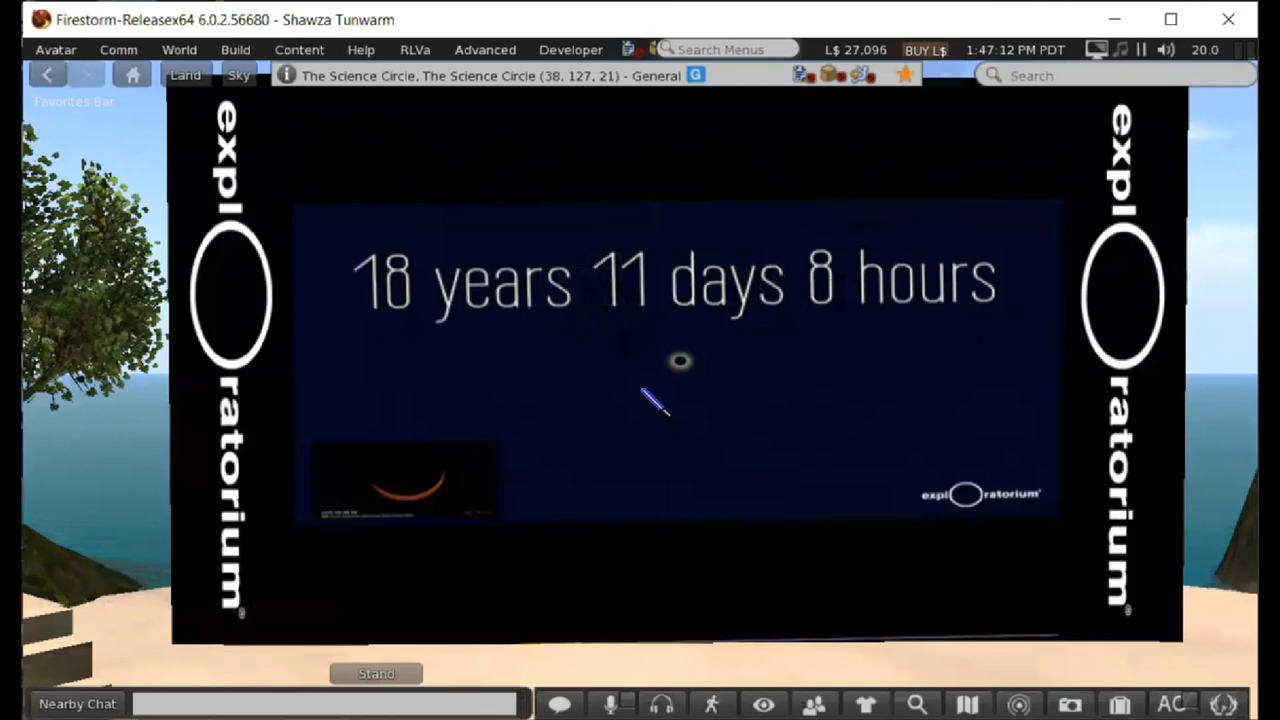 Firestorm-Releasex64 6.0.2.56680 - Shawza Tunwarm
Avatar Comm World Build Content Help RLVa Advanced Developer Search Menus L$ 27,096 BUY L$ 1:47:12 PM PDT 20.0
Land Sky The Science Circle, The Science Circle (38, 127, 21) - General G Search
Favorites Bar
explOratorium®
18 years 11 days 8 hours
explOratorium®
explOratorium®
Stand
Nearby Chat AC